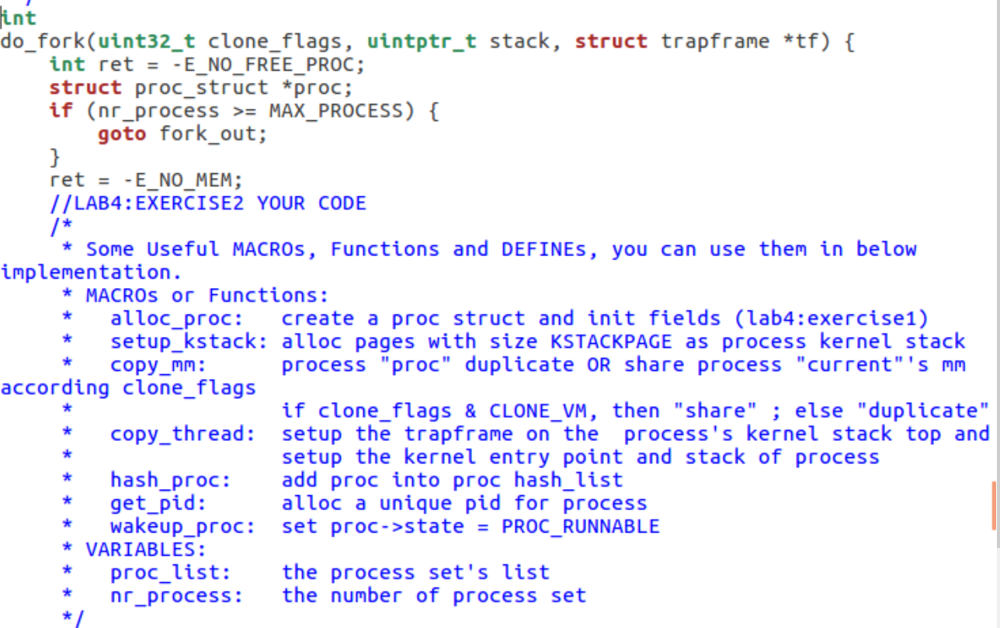 */
int
do_fork(uint32_t clone_flags, uintptr_t stack, struct trapframe *tf) {
    int ret = -E_NO_FREE_PROC;
    struct proc_struct *proc;
    if (nr_process >= MAX_PROCESS) {
        goto fork_out;
    }
    ret = -E_NO_MEM;
    //LAB4:EXERCISE2 YOUR CODE
    /*
     * Some Useful MACROs, Functions and DEFINEs, you can use them in below
implementation.
     * MACROs or Functions:
     *   alloc_proc:   create a proc struct and init fields (lab4:exercise1)
     *   setup_kstack: alloc pages with size KSTACKPAGE as process kernel stack
     *   copy_mm:      process "proc" duplicate OR share process "current"'s mm
according clone_flags
     *                 if clone_flags & CLONE_VM, then "share" ; else "duplicate"
     *   copy_thread:  setup the trapframe on the  process's kernel stack top and
     *                 setup the kernel entry point and stack of process
     *   hash_proc:    add proc into proc hash_list
     *   get_pid:      alloc a unique pid for process
     *   wakeup_proc:  set proc->state = PROC_RUNNABLE
     * VARIABLES:
     *   proc_list:    the process set's list
     *   nr_process:   the number of process set
     */